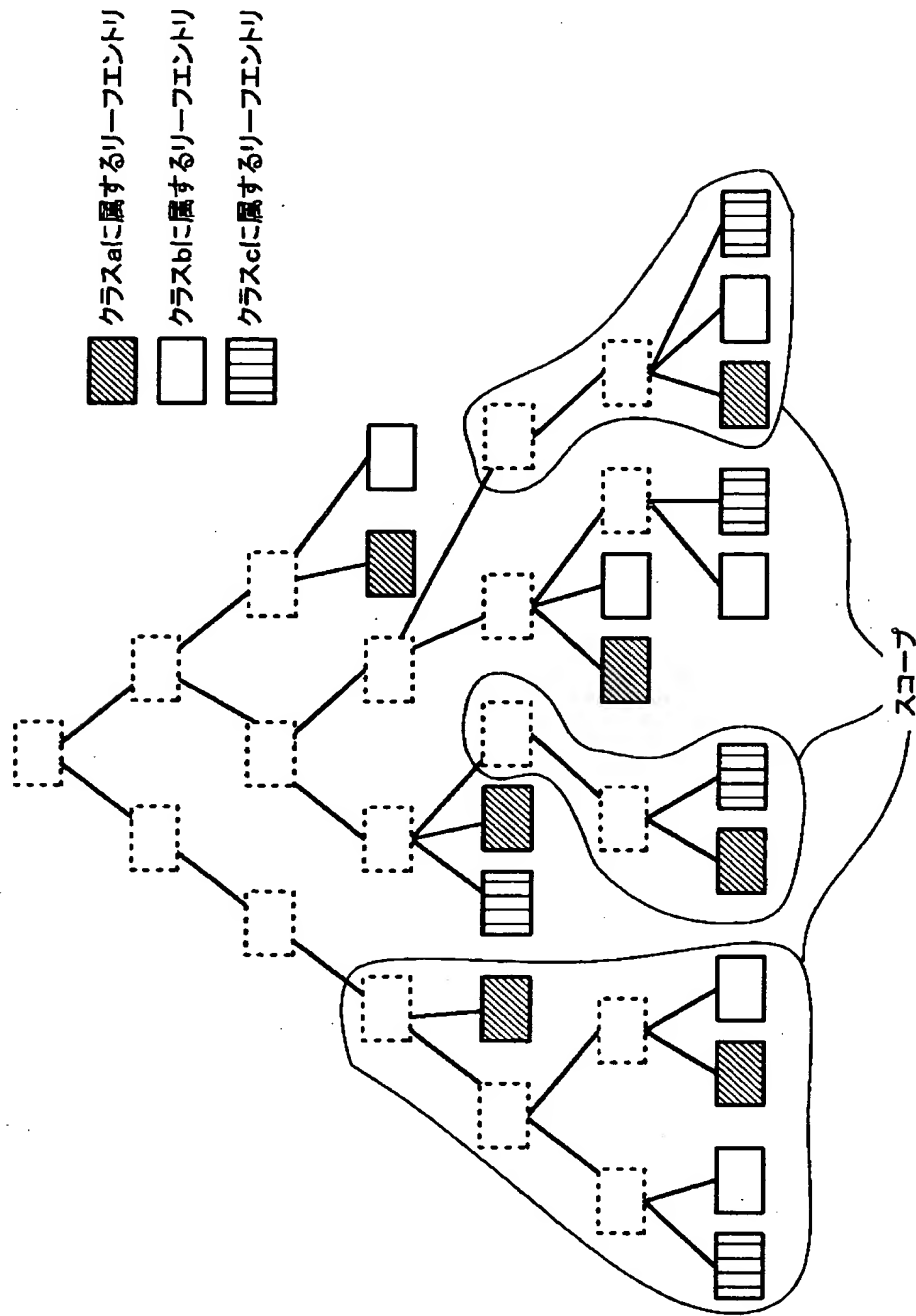 クラスaに属するリーフエントリ
クラスbに属するリーフエントリ
クラスcに属するリーフエントリ
スコープ